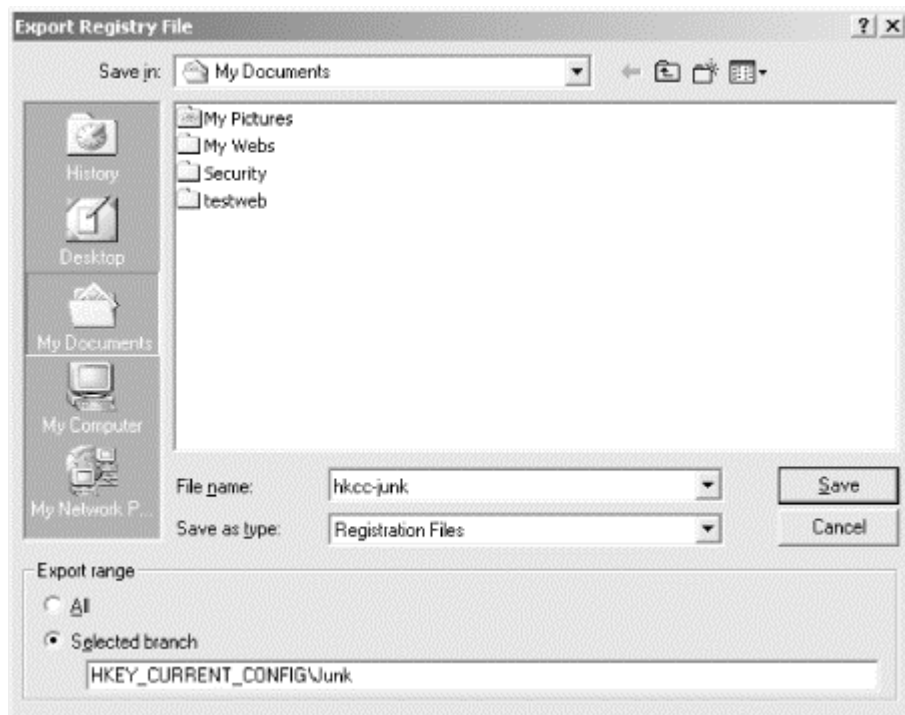 Export Registry File
Save in: My Documents
History
Desktop
My Documents
My Computer
My Network P...
My Pictures
My Webs
Security
testweb
File name: hkcc-junk Save
Save as type: Registration Files Cancel
Export range
All
Selected branch
HKEY_CURRENT_CONFIG\Junk